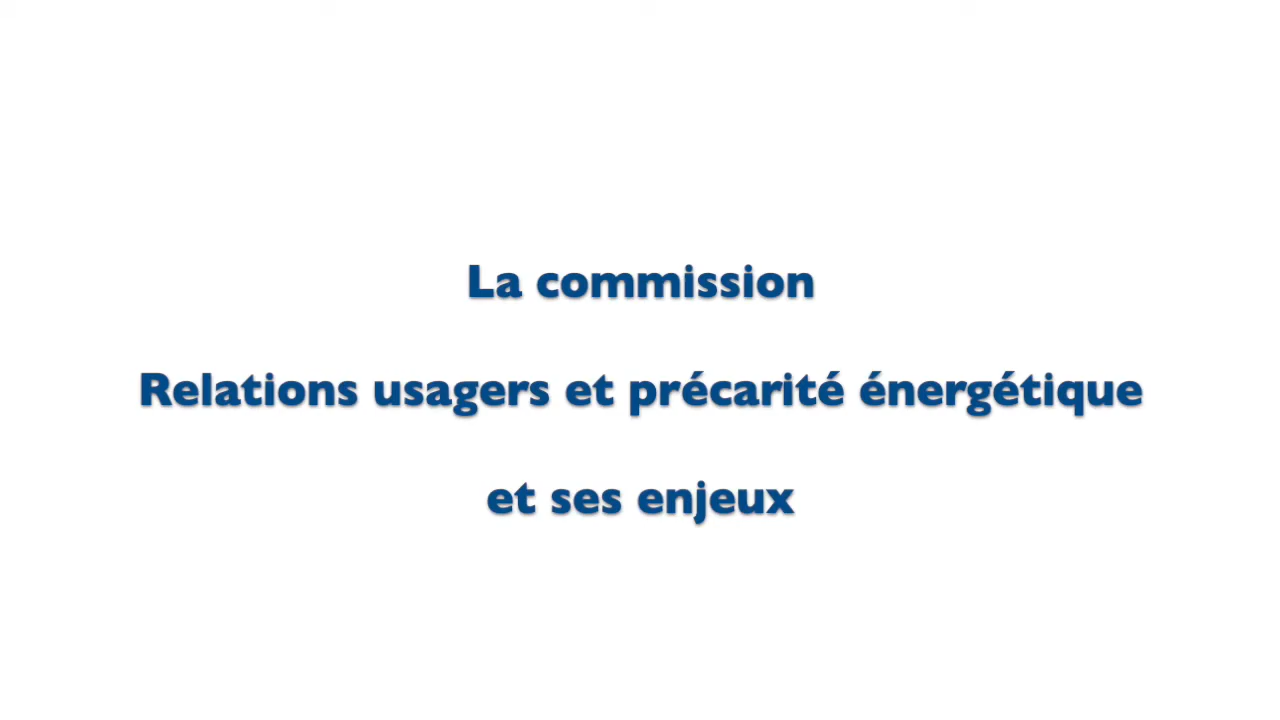 La commission
Relations usagers et précarité énergétique
et ses enjeux